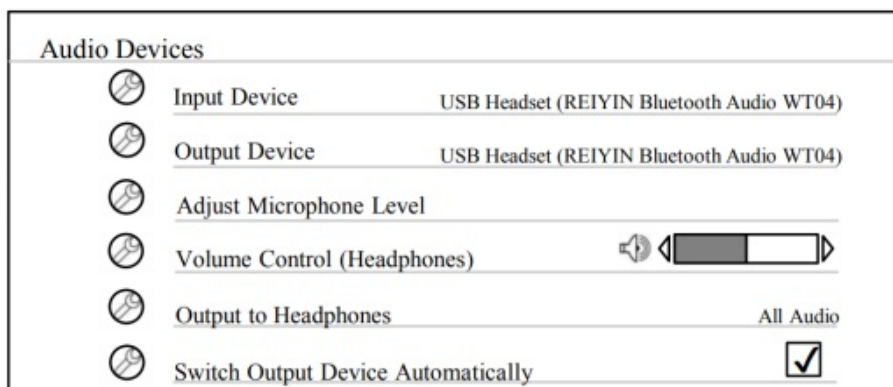 Audio Devices
Input Device USB Headset (REIYIN Bluetooth Audio WT04)
Output Device USB Headset (REIYIN Bluetooth Audio WT04)
Adjust Microphone Level
Volume Control (Headphones)
Output to Headphones All Audio
Switch Output Device Automatically